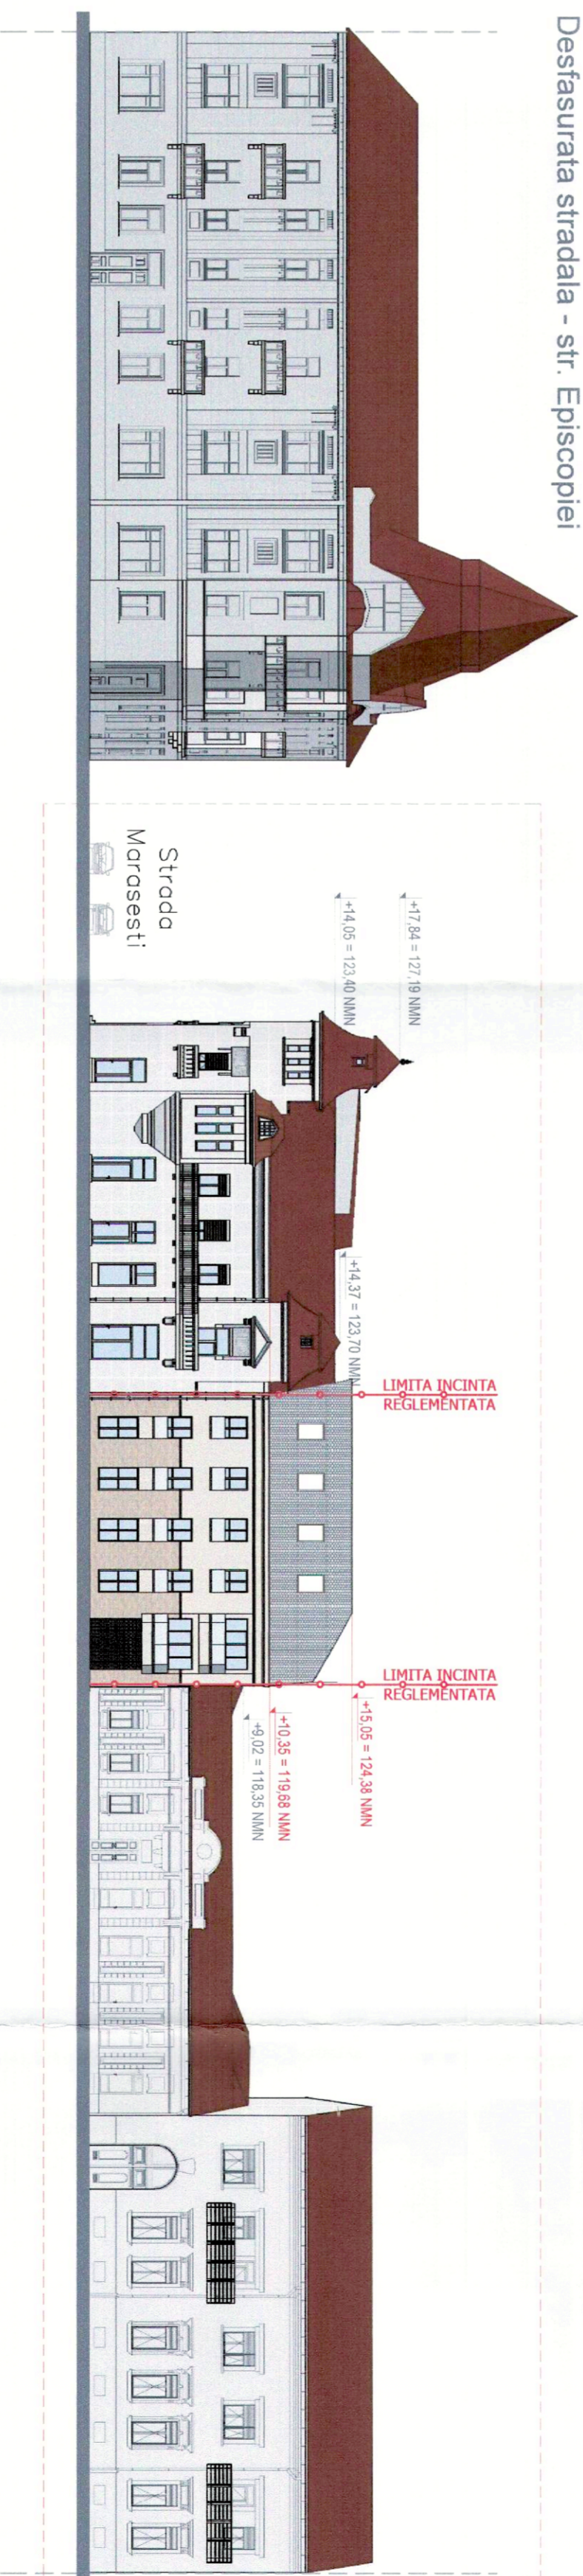 Desfasurata stradala - str. Episcopiei
Strada
Marasesti
+17,84 = 127,19 NMN
+14,05 = 123,40 NMN
+14,37 = 123,70 NMN
LIMITA INCINTA
REGLEMENTATA
LIMITA INCINTA
REGLEMENTATA
+15,05 = 124,38 NMN
+10,35 = 119,68 NMN
+9,02 = 118,35 NMN